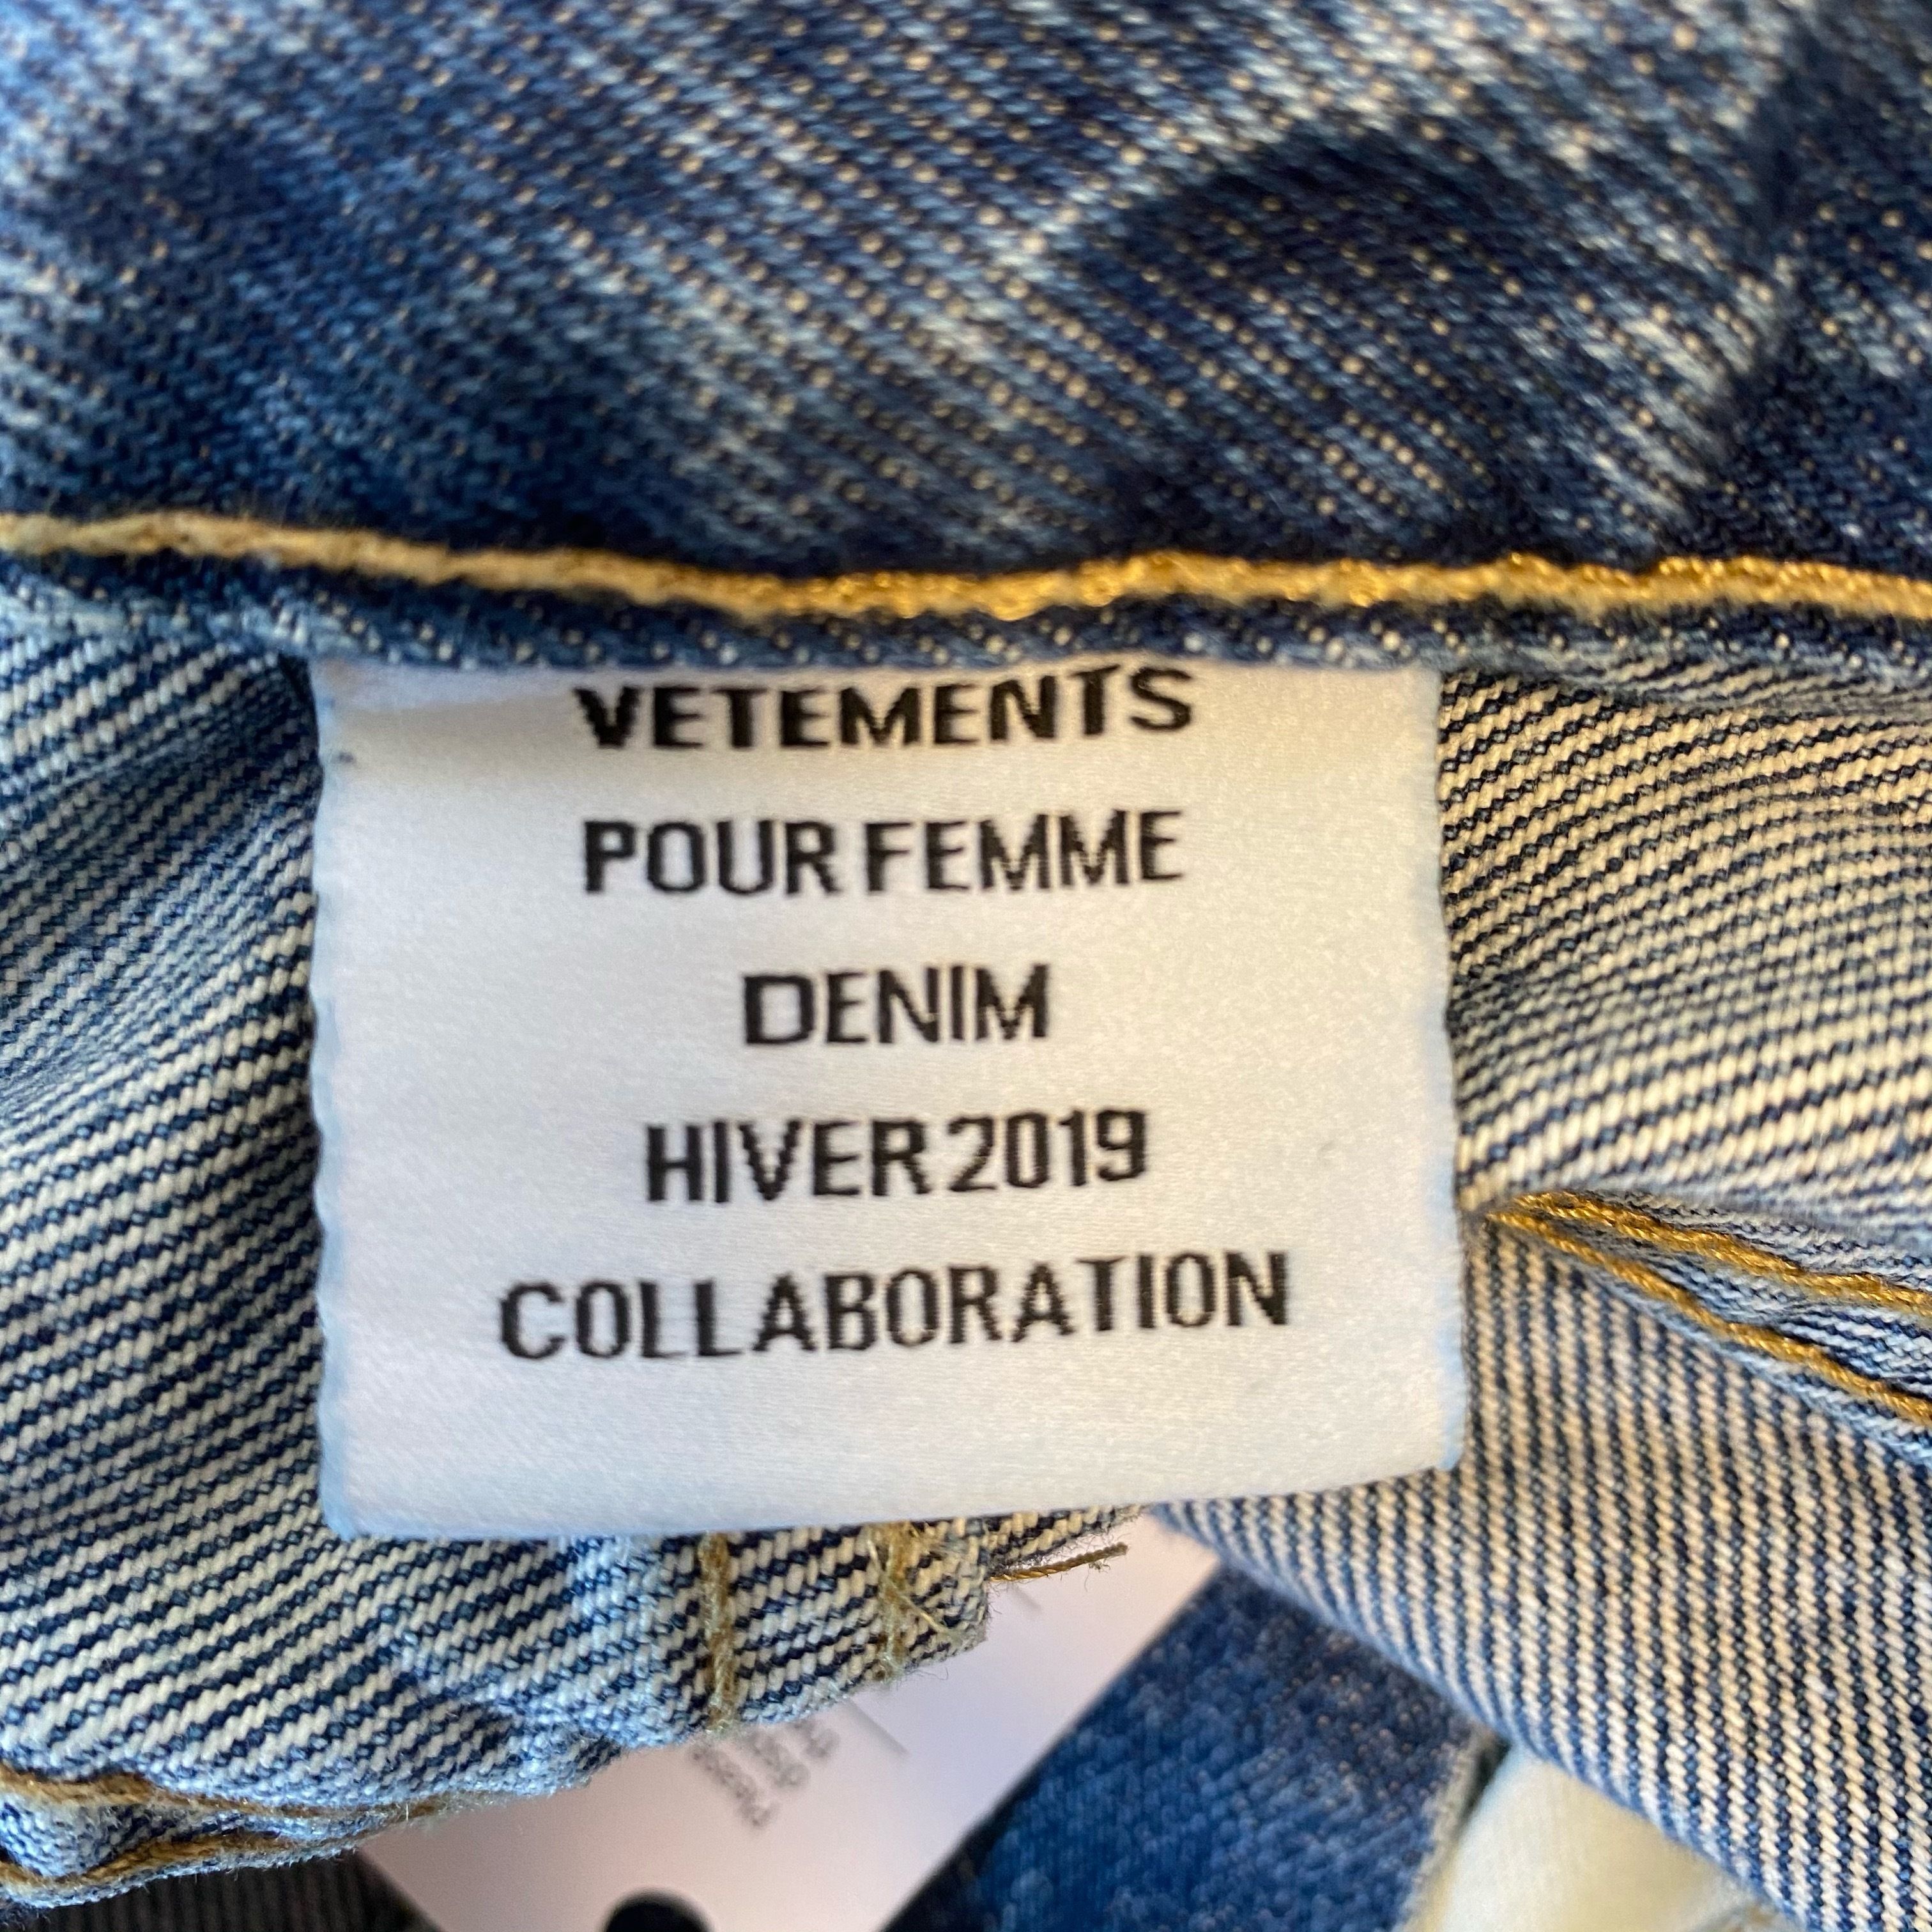 VETEMENTS
POUR FEMME
DENIM
HIVER 2019
COLLABORATION